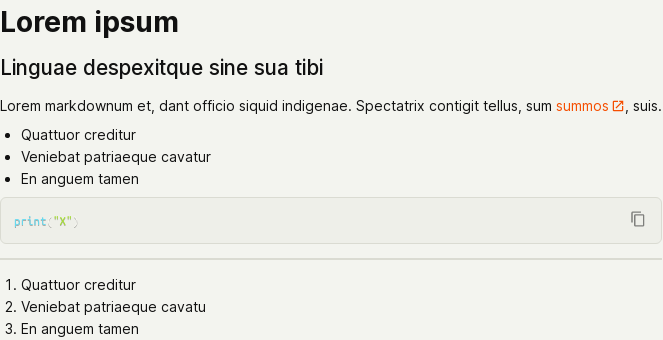 Lorem ipsum
Linguae despexitque sine sua tibi
Lorem markdownum et, dant officio siquid indigenae. Spectatrix contigit tellus, sum summos, suis.
• Quattuor creditur
• Veniebat patriaeque cavatur
• En anguem tamen
print("X")
1. Quattuor creditur
2. Veniebat patriaeque cavatu
3. En anguem tamen